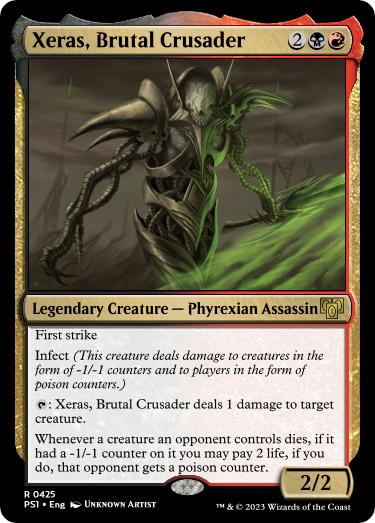 Xeras, Brutal Crusader 2
Legendary Creature — Phyrexian Assassin
First strike
Infect (This creature deals damage to creatures in the
form of -1/-1 counters and to players in the form of
poison counters.)
: Xeras, Brutal Crusader deals 1 damage to target
creature.
Whenever a creature an opponent controls dies, if it
had a -1/-1 counter on it you may pay 2 life, if you
do, that opponent gets a poison counter.
2/2
R 0425
PS1 • Eng Unknown Artist
™ & © 2023 Wizards of the Coast